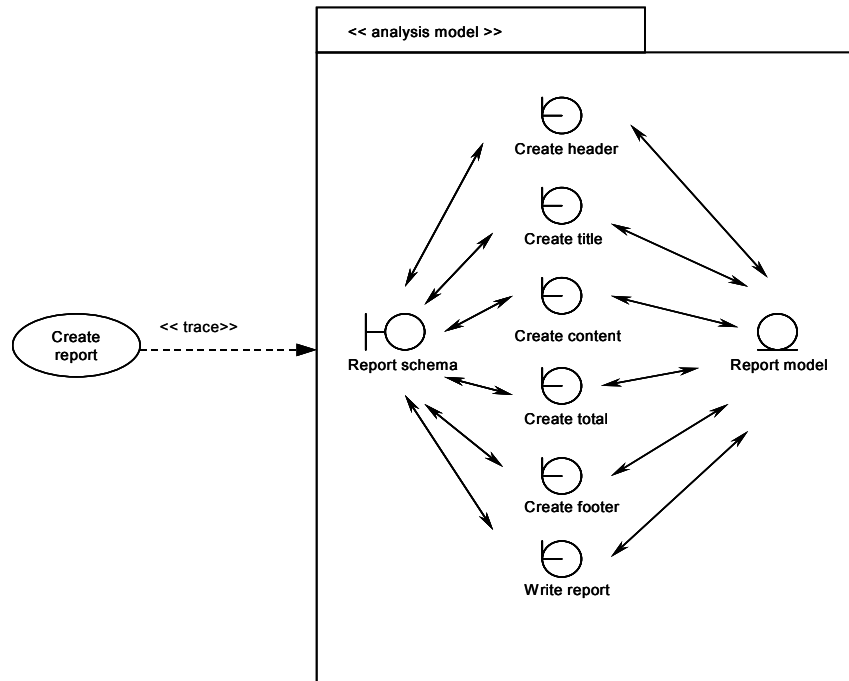 << analysis model >>
Create header
Create title
<< trace>>
Create
report
Create content
Report schema
Report model
Create total
Create footer
Write report